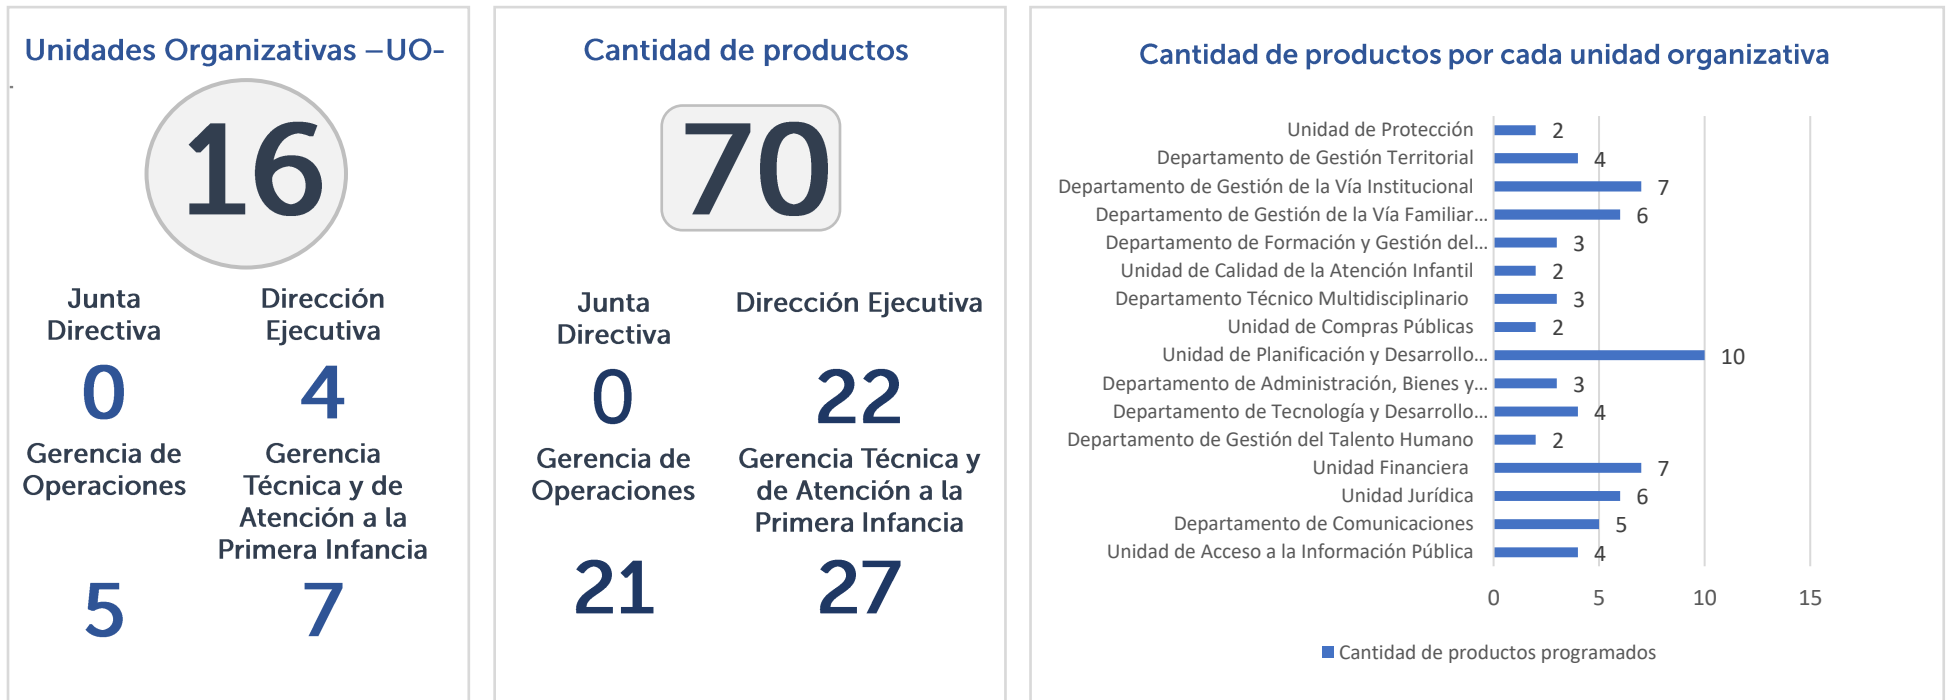 Unidades Organizativas –UO-
16
Junta
Directiva
0
Dirección
Ejecutiva
4
Gerencia de
Operaciones
5
Gerencia
Técnica y de
Atención a la
Primera Infancia
7
Cantidad de productos
70
Junta
Directiva
0
Dirección Ejecutiva
22
Gerencia de
Operaciones
21
Gerencia Técnica y
de Atención a la
Primera Infancia
27
Cantidad de productos por cada unidad organizativa
Unidad de Protección 2
Departamento de Gestión Territorial 4
Departamento de Gestión de la Vía Institucional 7
Departamento de Gestión de la Vía Familiar... 6
Departamento de Formación y Gestión del... 3
Unidad de Calidad de la Atención Infantil 2
Departamento Técnico Multidisciplinario 3
Unidad de Compras Públicas 2
Unidad de Planificación y Desarrollo... 10
Departamento de Administración, Bienes y... 3
Departamento de Tecnología y Desarrollo... 4
Departamento de Gestión del Talento Humano 2
Unidad Financiera 7
Unidad Jurídica 6
Departamento de Comunicaciones 5
Unidad de Acceso a la Información Pública 4
0 5 10 15
Cantidad de productos programados